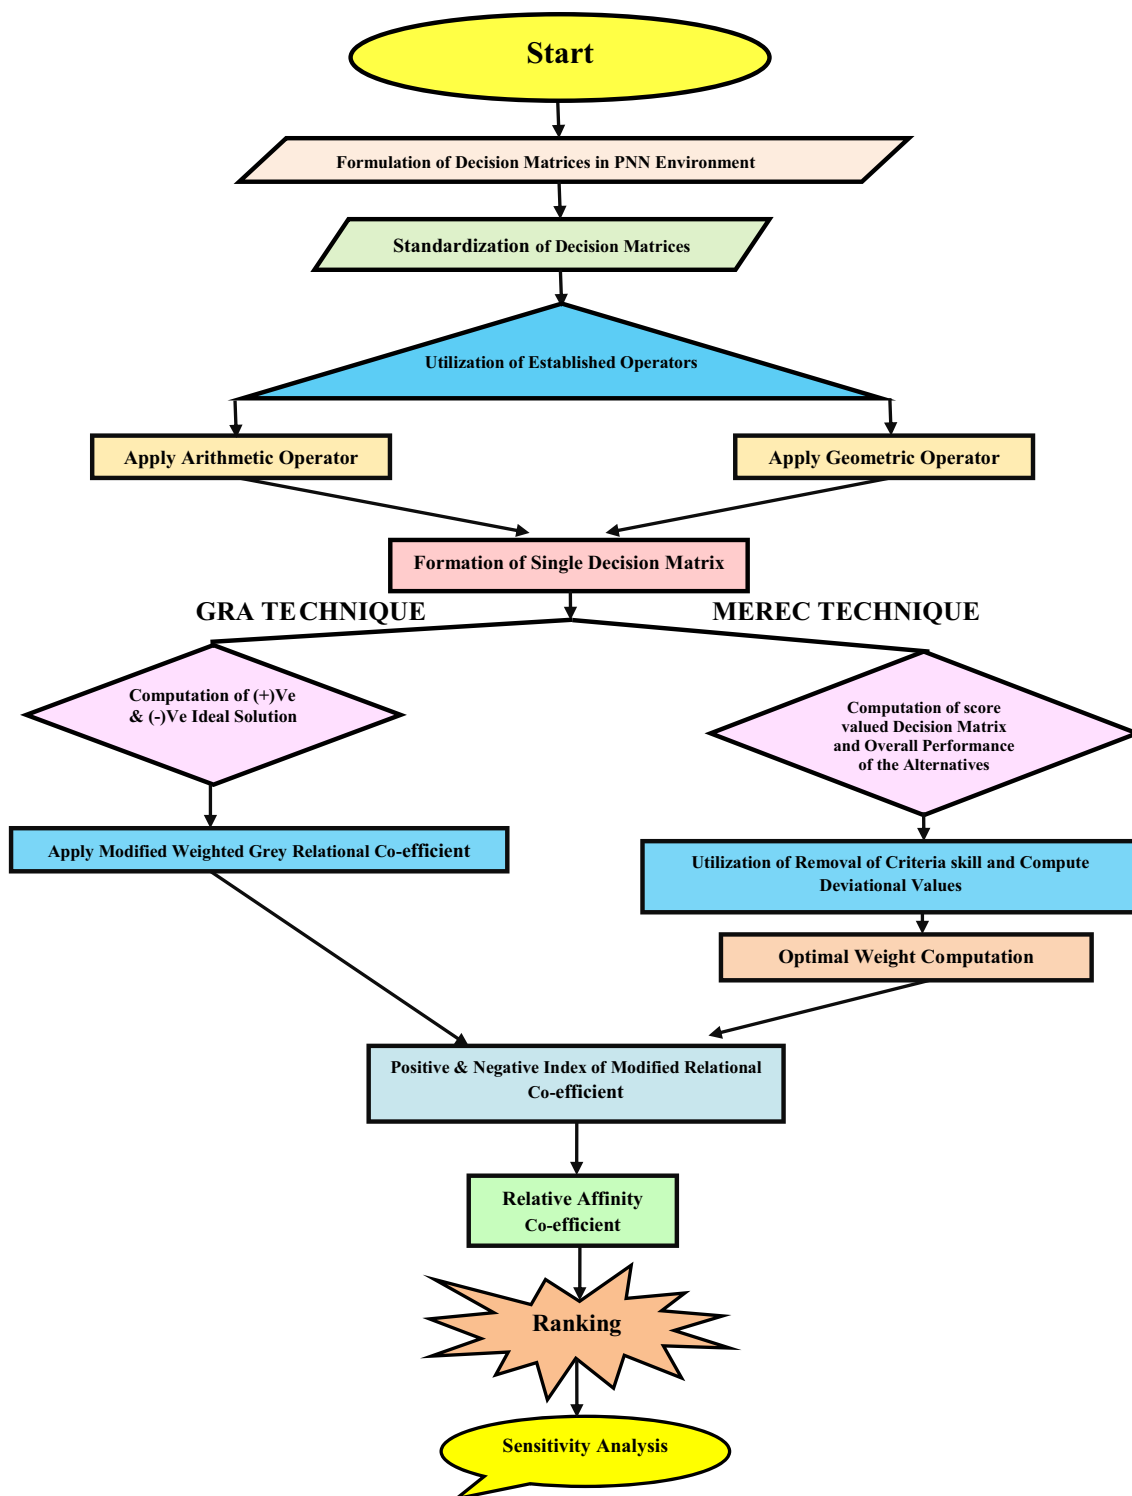 Start
Formulation of Decision Matrices in PNN Environment
Standardization of Decision Matrices
Utilization of Established Operators
Apply Arithmetic Operator
Apply Geometric Operator
Formation of Single Decision Matrix
GRA TECHNIQUE
MEREC TECHNIQUE
Computation of (+)Ve
& (-)Ve Ideal Solution
Computation of score
valued Decision Matrix
and Overall Performance
of the Alternatives
Apply Modified Weighted Grey Relational Co-efficient
Utilization of Removal of Criteria skill and Compute
Deviational Values
Optimal Weight Computation
Positive & Negative Index of Modified Relational
Co-efficient
Relative Affinity
Co-efficient
Ranking
Sensitivity Analysis